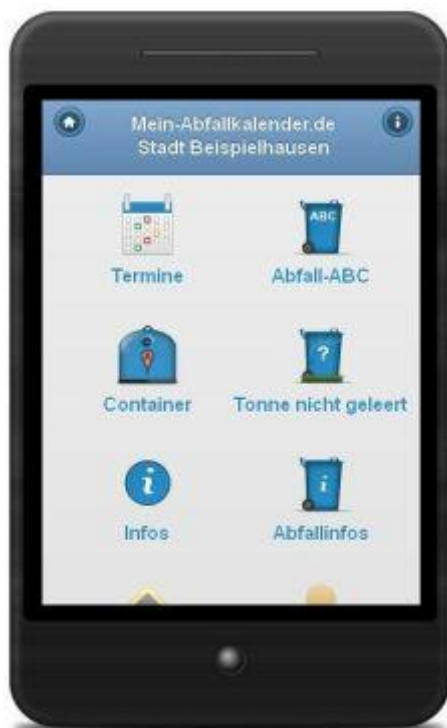 Mein-Abfallkalender.de
Stadt Beispielhausen
Termine
ABC
Abfall-ABC
Container
?
Tonne nicht geleert
i
Infos
i
Abfallinfos